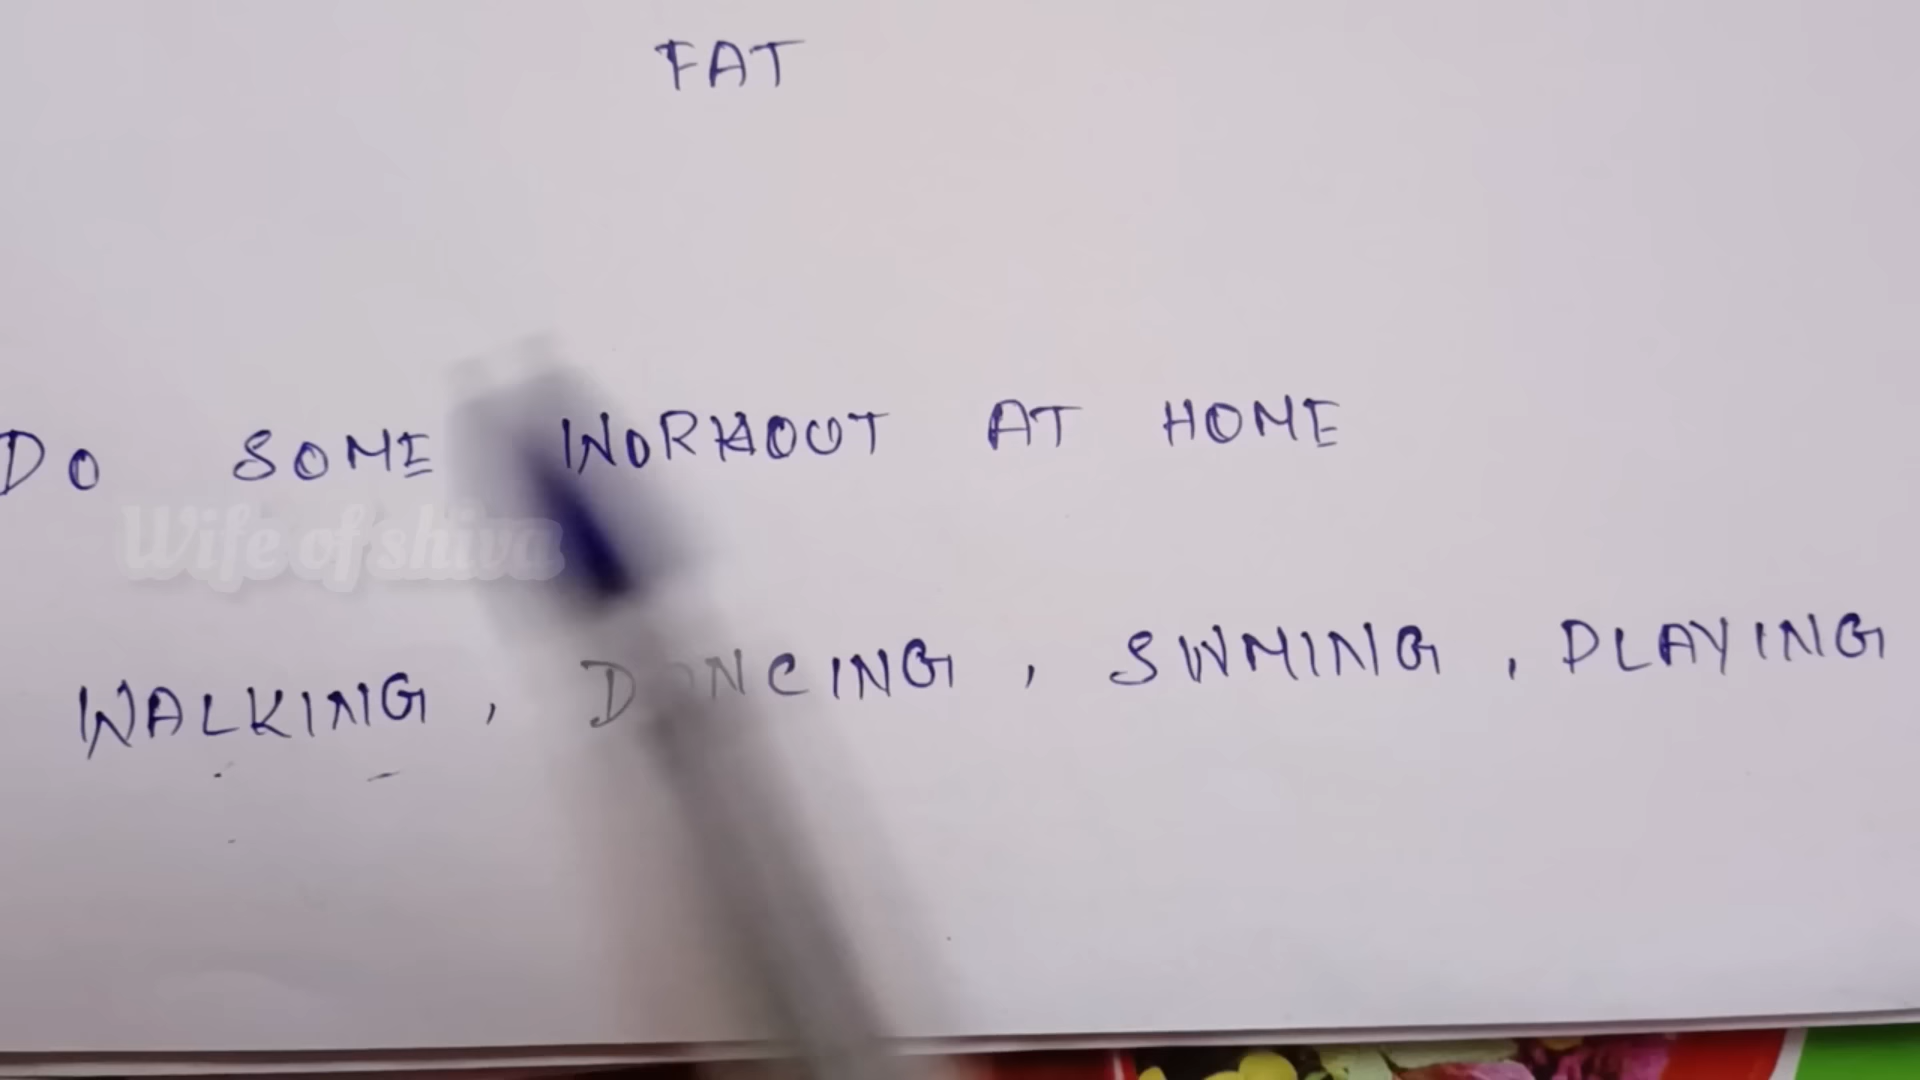 FAT
DO SOME WORKOUT AT HOME
Wife of shiva
WALKING, DANCING, SWMING, PLAYING